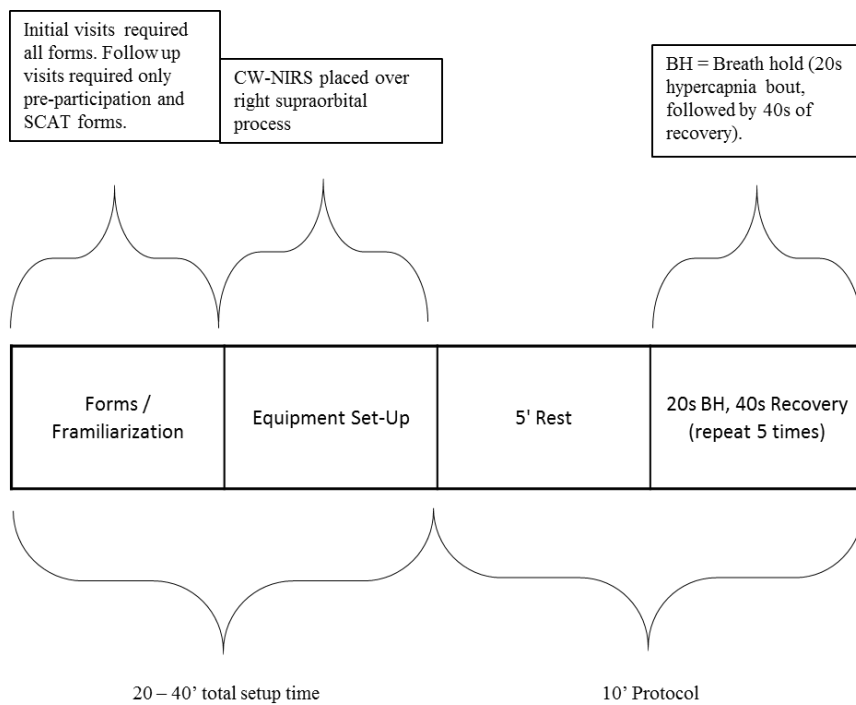 Initial visits required
all forms. Follow up
visits required only
pre-participation and
SCAT forms.
CW-NIRS placed over
right supraorbital
process
BH = Breath hold (20s
hypercapnia bout,
followed by 40s of
recovery).
Forms /
Framiliarization
Equipment Set-Up
5' Rest
20s BH, 40s Recovery
(repeat 5 times)
20 – 40’ total setup time
10’ Protocol